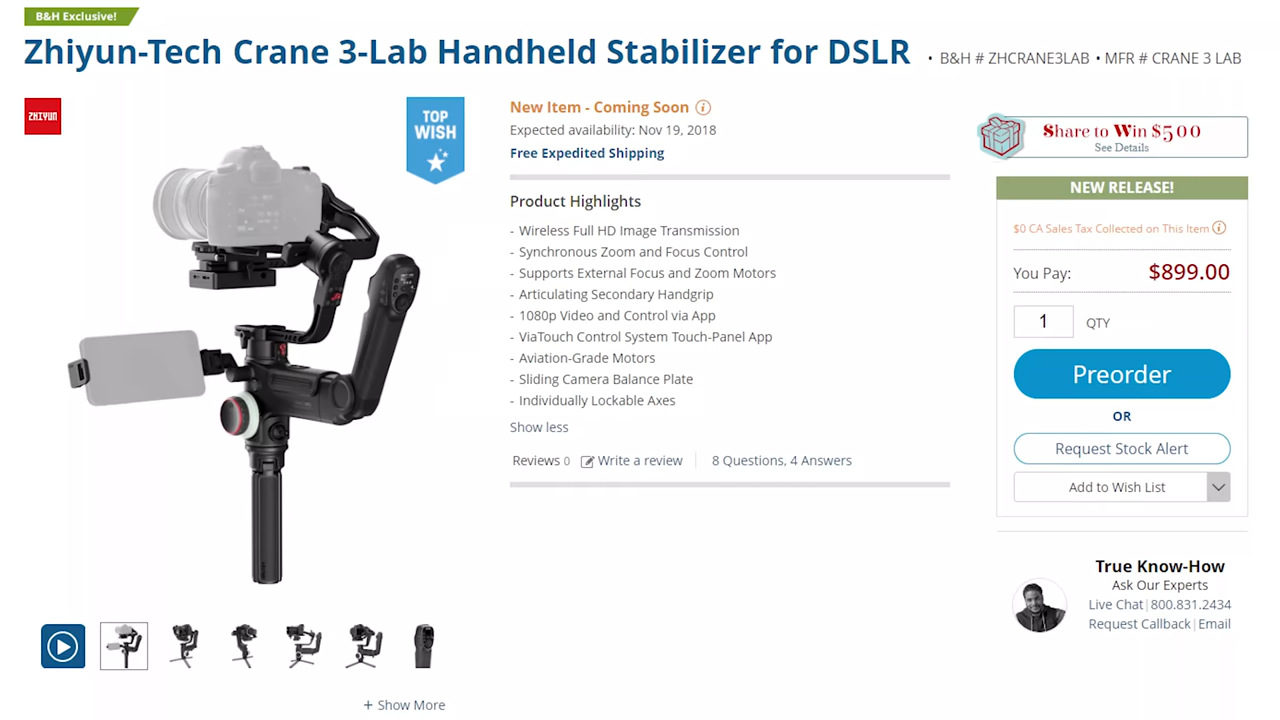 B&H Exclusive!
Zhiyun-Tech Crane 3-Lab Handheld Stabilizer for DSLR • B&H # ZHCRANE3LAB • MFR # CRANE 3 LAB
ZHIYUN
TOP
WISH
New Item - Coming Soon
Expected availability: Nov 19, 2018
Free Expedited Shipping
Product Highlights
- Wireless Full HD Image Transmission
- Synchronous Zoom and Focus Control
- Supports External Focus and Zoom Motors
- Articulating Secondary Handgrip
- 1080p Video and Control via App
- ViaTouch Control System Touch-Panel App
- Aviation-Grade Motors
- Sliding Camera Balance Plate
- Individually Lockable Axes
Show less
Reviews 0 Write a review 8 Questions, 4 Answers
Share to Win $500
See Details
NEW RELEASE!
$0 CA Sales Tax Collected on This Item
You Pay: $899.00
1 QTY
Preorder
OR
Request Stock Alert
Add to Wish List
True Know-How
Ask Our Experts
Live Chat | 800.831.2434
Request Callback | Email
+ Show More